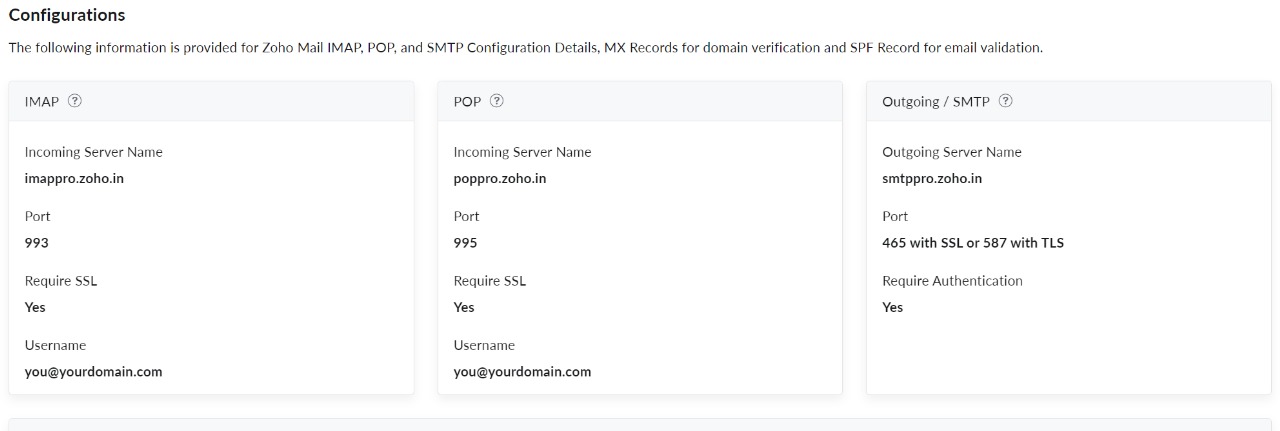 Configurations
The following information is provided for Zoho Mail IMAP, POP, and SMTP Configuration Details, MX Records for domain verification and SPF Record for email validation.
IMAP ?
Incoming Server Name
imappro.zoho.in
Port
993
Require SSL
Yes
Username
you@yourdomain.com
POP ?
Incoming Server Name
poppro.zoho.in
Port
995
Require SSL
Yes
Username
you@yourdomain.com
Outgoing / SMTP ?
Outgoing Server Name
smtppro.zoho.in
Port
465 with SSL or 587 with TLS
Require Authentication
Yes